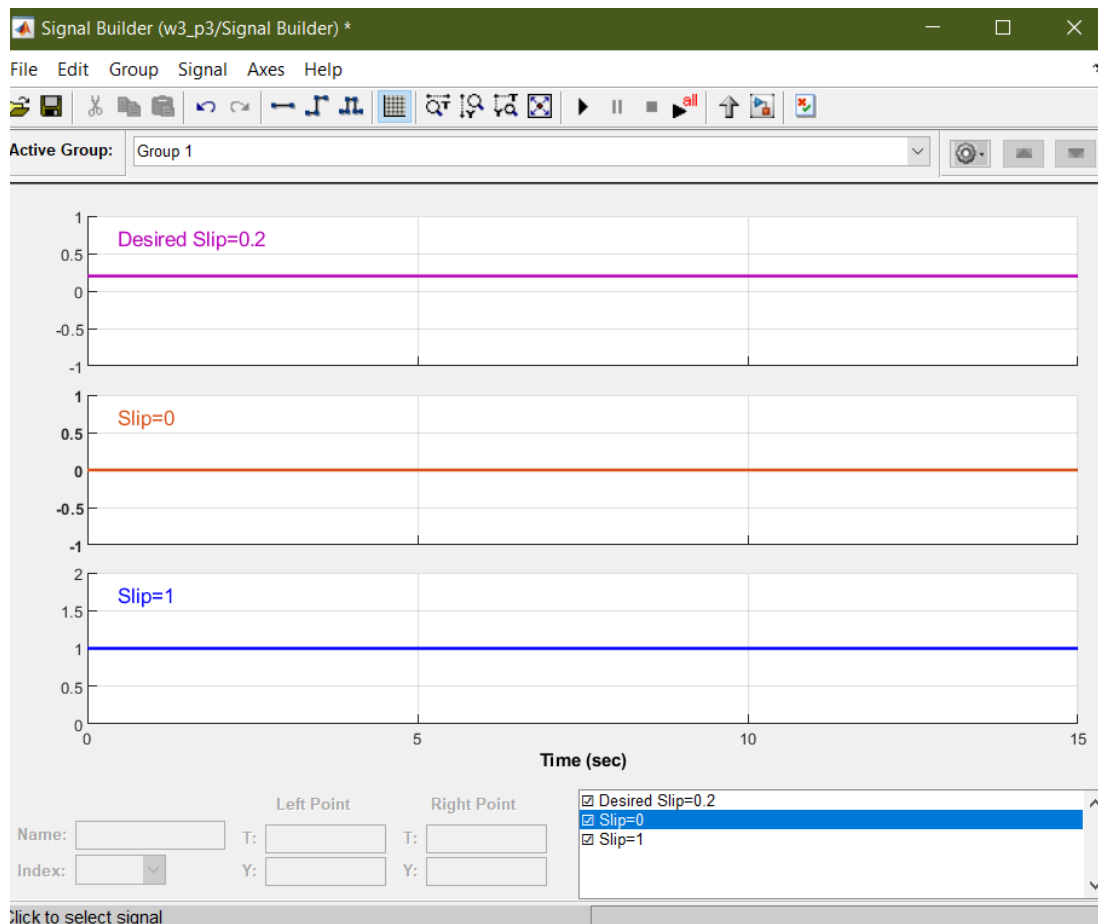 Signal Builder (w3_p3/Signal Builder) *
File Edit Group Signal Axes Help
all
Active Group: Group 1
1
Desired Slip=0.2
0.5
0
-0.5
-1
1
Slip=0
0.5
0
-0.5
-1
2
Slip=1
1.5
1
0.5
0
0 5 10 15
Time (sec)
Left Point Right Point
Name: T: T:
Index: Y: Y:
Desired Slip=0.2
Slip=0
Slip=1
Click to select signal